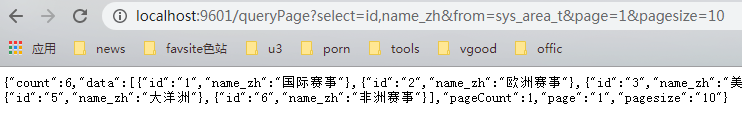 localhost:9601/queryPage?select=id,name_zh&from=sys_area_t&page=1&pagesize=10
应用 news favsite色站 u3 porn tools vgood offic
{"count":6,"data":[{"id":"1","name_zh":"国际赛事"},{"id":"2","name_zh":"欧洲赛事"},{"id":"3","name_zh":"美
{"id":"5","name_zh":"大洋洲"},{"id":"6","name_zh":"非洲赛事"}],"pageCount":1,"page":"1","pagesize":"10"}